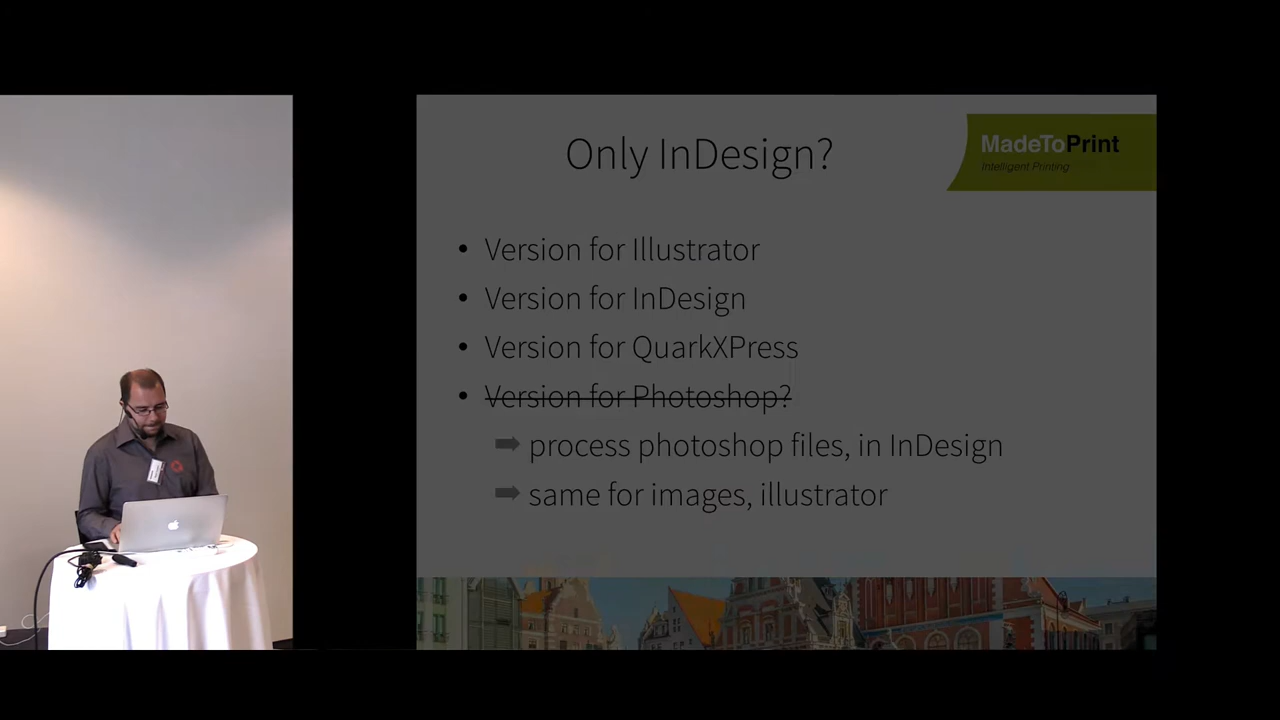 Only InDesign?
MadeToPrint
Intelligent Printing
• Version for Illustrator
• Version for InDesign
• Version for QuarkXPress
• Version for Photoshop?
➡ process photoshop files, in InDesign
➡ same for images, illustrator